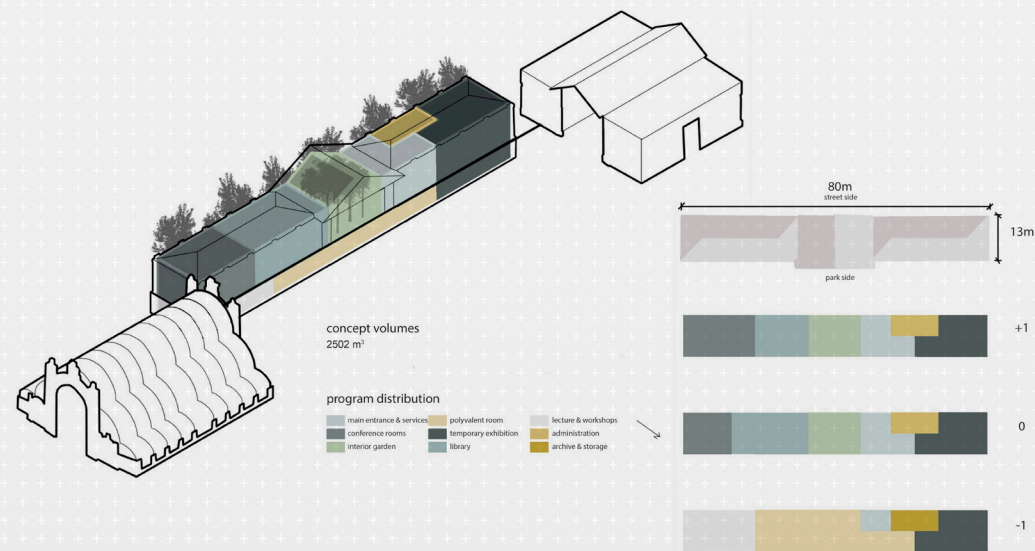 80m
street side
13m
park side
concept volumes
2502 m²
+1
program distribution
main entrance & services
polyvalent room
lecture & workshops
conference rooms
temporary exhibition
administration
interior garden
library
archive & storage
0
-1